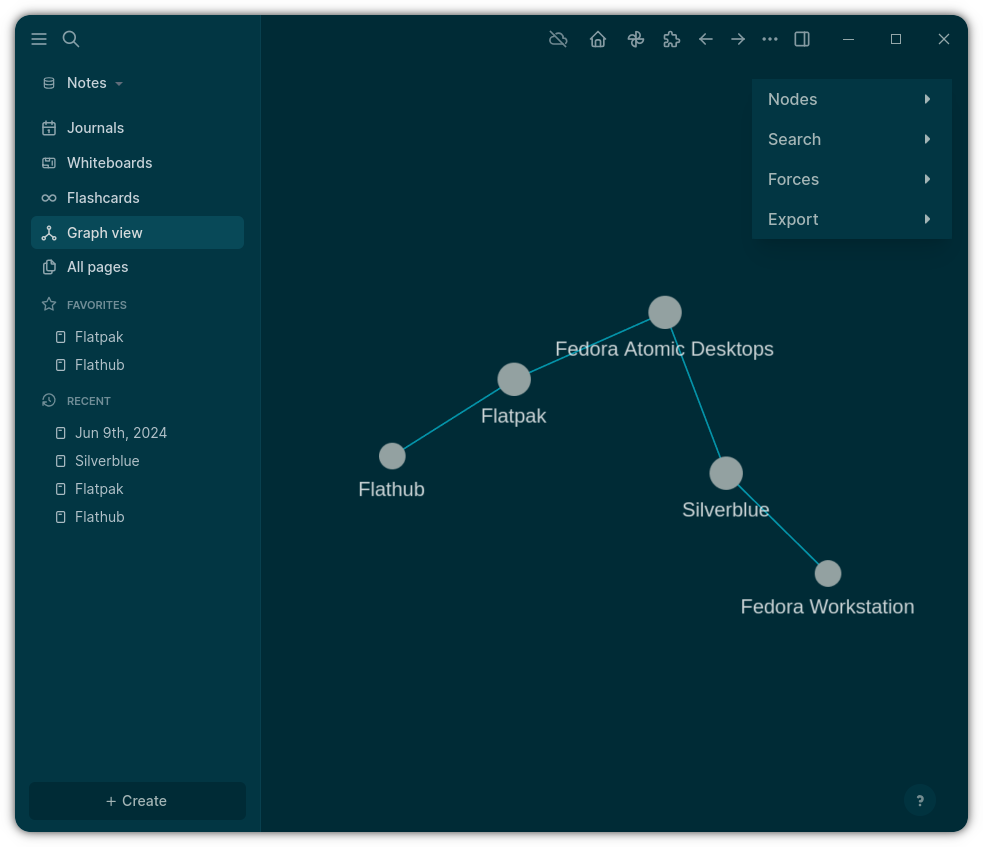 Notes
Journals
Whiteboards
Flashcards
Graph view
All pages
FAVORITES
Flatpak
Flathub
RECENT
Jun 9th, 2024
Silverblue
Flatpak
Flathub
+ Create
Nodes
Search
Forces
Export
Fedora Atomic Desktops
Flatpak
Flathub
Silverblue
Fedora Workstation
?